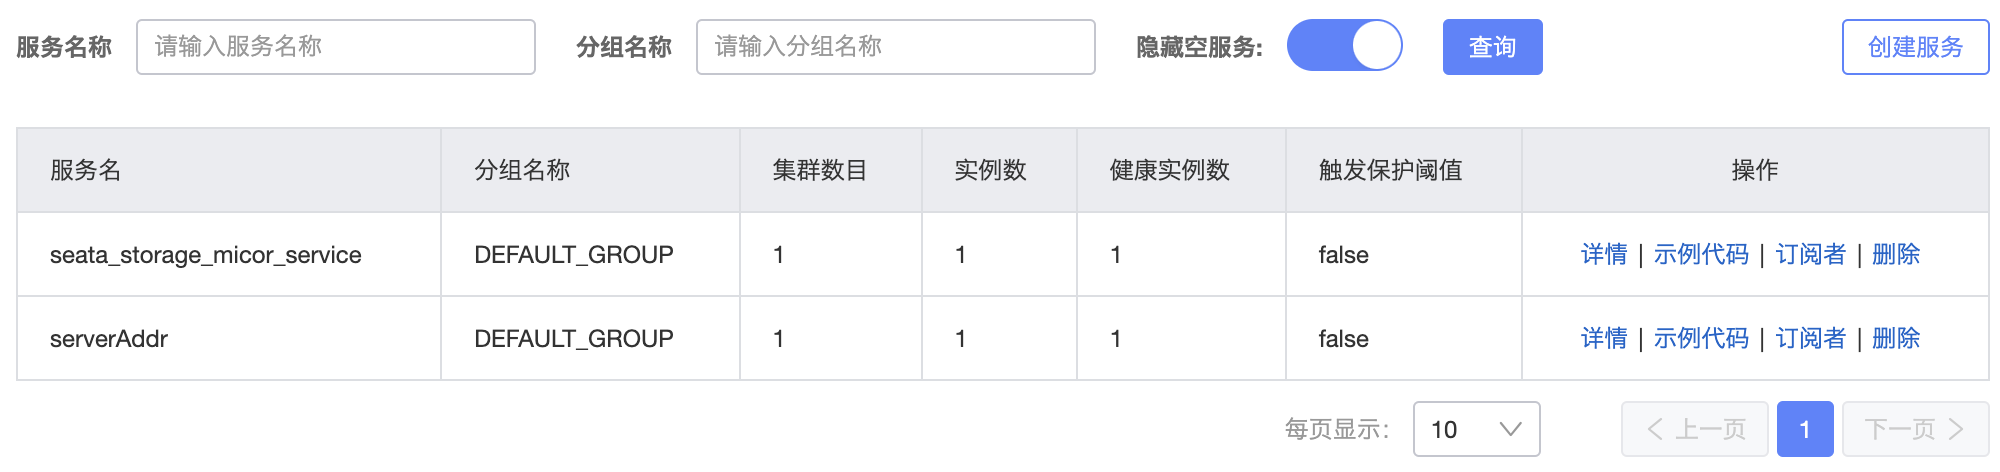 服务名称 请输入服务名称 分组名称 请输入分组名称 隐藏空服务: 查询 创建服务
服务名 分组名称 集群数目 实例数 健康实例数 触发保护阈值 操作
seata_storage_micor_service DEFAULT_GROUP 1 1 1 false 详情 | 示例代码 | 订阅者 | 删除
serverAddr DEFAULT_GROUP 1 1 1 false 详情 | 示例代码 | 订阅者 | 删除
每页显示: 10 上一页 1 下一页